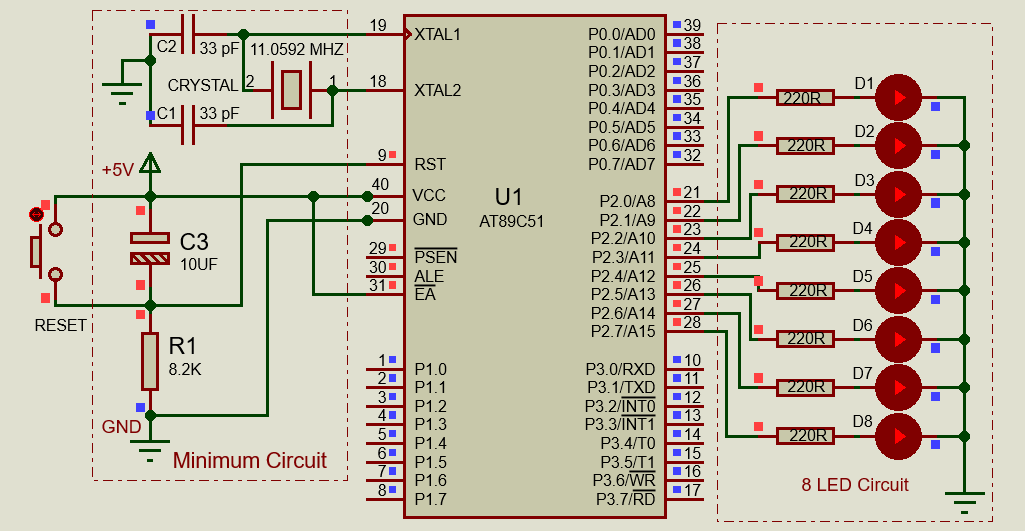 C2
33 pF
11.0592 MHZ
CRYSTAL
2
1
C1
33 pF
+5V
C3
10UF
RESET
R1
8.2K
GND
Minimum Circuit
19
XTAL1
18
XTAL2
9
RST
40
VCC
20
GND
29
PSEN
30
ALE
31
EA
1
P1.0
2
P1.1
3
P1.2
4
P1.3
5
P1.4
6
P1.5
7
P1.6
8
P1.7
U1
AT89C51
P0.0/AD0
39
P0.1/AD1
38
P0.2/AD2
37
P0.3/AD3
36
P0.4/AD4
35
P0.5/AD5
34
P0.6/AD6
33
P0.7/AD7
32
P2.0/A8
21
P2.1/A9
22
P2.2/A10
23
P2.3/A11
24
P2.4/A12
25
P2.5/A13
26
P2.6/A14
27
P2.7/A15
28
P3.0/RXD
10
P3.1/TXD
11
P3.2/INT0
12
P3.3/INT1
13
P3.4/T0
14
P3.5/T1
15
P3.6/WR
16
P3.7/RD
17
220R
D1
220R
D2
220R
D3
220R
D4
220R
D5
220R
D6
220R
D7
220R
D8
8 LED Circuit